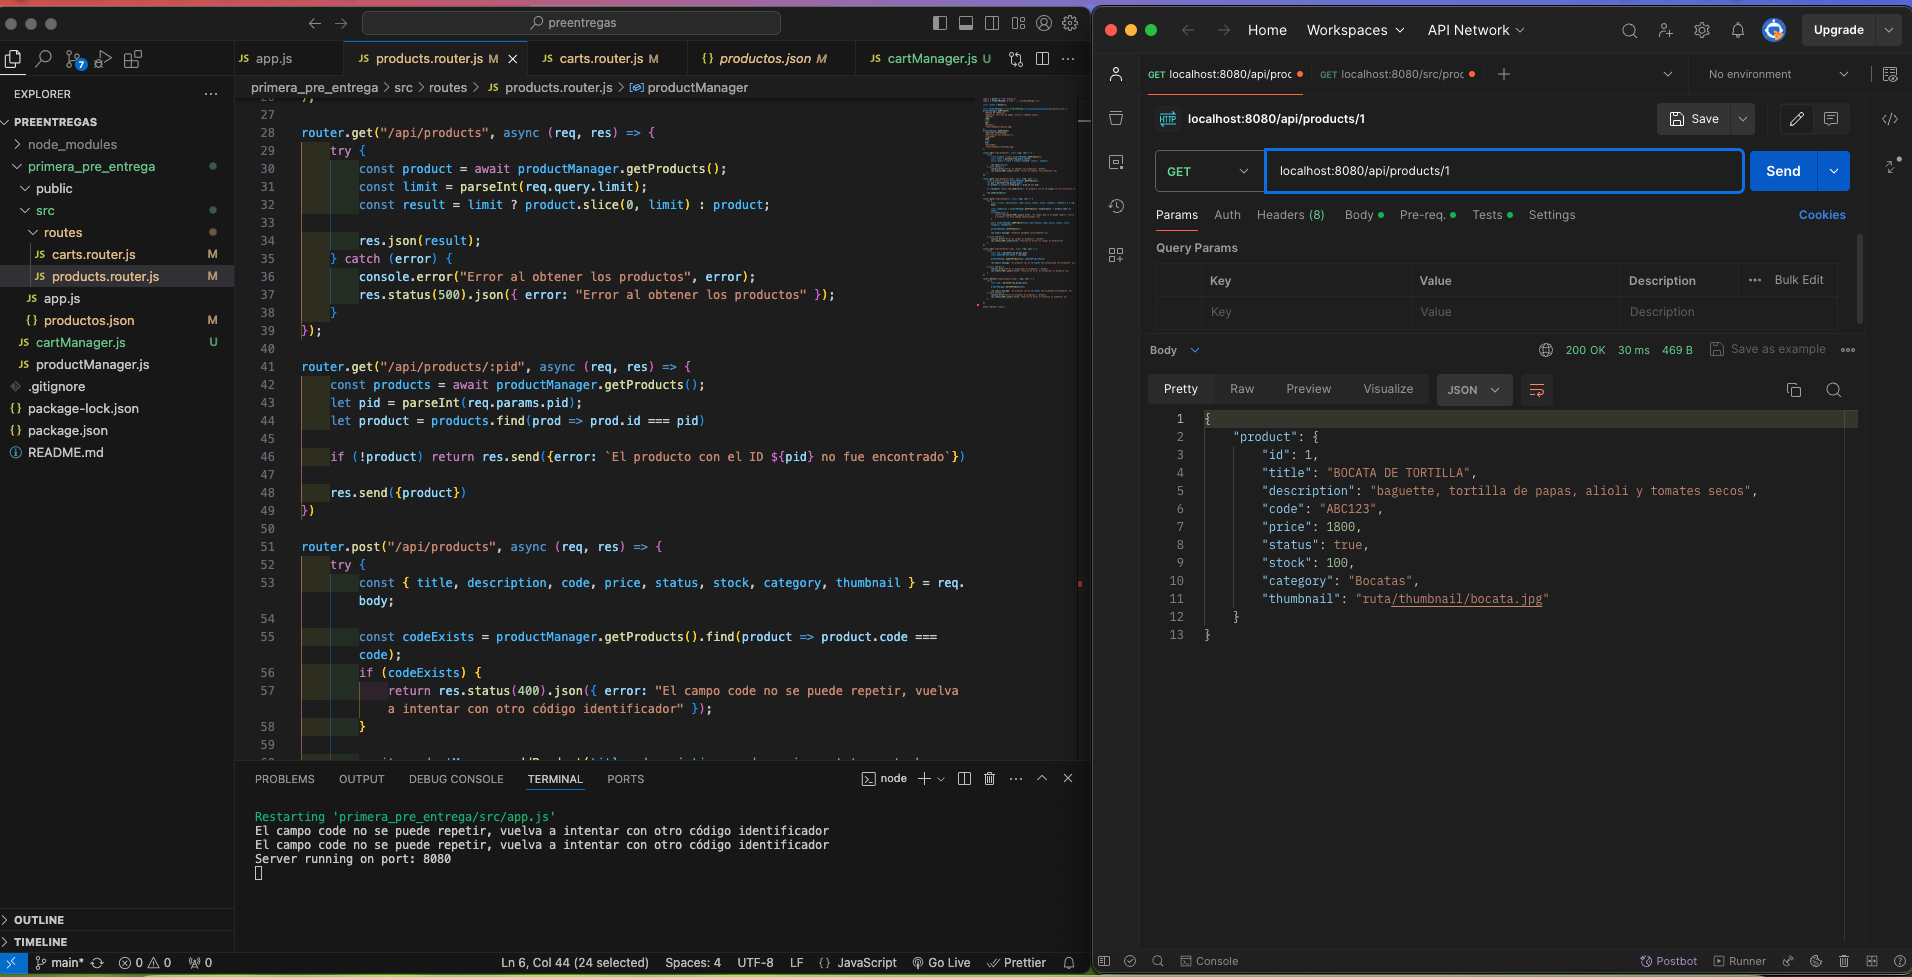 preentregas
EXPLORER
PREENTREGAS
node_modules
primera_pre_entrega
public
src
routes
JS carts.router.js M
JS products.router.js M
JS app.js
{} productos.json M
JS cartManager.js U
JS productManager.js
.gitignore
{} package-lock.json
{} package.json
README.md
OUTLINE
TIMELINE
7
JS app.js
JS products.router.js M
JS carts.router.js M
{} productos.json M
JS cartManager.js U
primera_pre_entrega > src > routes > JS products.router.js > productManager
26 );
27
28 router.get("/api/products", async (req, res) => {
29 try {
30 const product = await productManager.getProducts();
31 const limit = parseInt(req.query.limit);
32 const result = limit ? product.slice(0, limit) : product;
33
34 res.json(result);
35 } catch (error) {
36 console.error("Error al obtener los productos", error);
37 res.status(500).json({ error: "Error al obtener los productos" });
38 }
39 });
40
41 router.get("/api/products/:pid", async (req, res) => {
42 const products = await productManager.getProducts();
43 let pid = parseInt(req.params.pid);
44 let product = products.find(prod => prod.id === pid)
45
46 if (!product) return res.send({error: `El producto con el ID ${pid} no fue encontrado`})
47
48 res.send({product})
49 })
50
51 router.post("/api/products", async (req, res) => {
52 try {
53 const { title, description, code, price, status, stock, category, thumbnail } = req.
body;
54
55 const codeExists = productManager.getProducts().find(product => product.code ===
code);
56 if (codeExists) {
57 return res.status(400).json({ error: "El campo code no se puede repetir, vuelva
a intentar con otro código identificador" });
58 }
59
PROBLEMS OUTPUT DEBUG CONSOLE TERMINAL PORTS node
Restarting 'primera_pre_entrega/src/app.js'
El campo code no se puede repetir, vuelva a intentar con otro código identificador
El campo code no se puede repetir, vuelva a intentar con otro código identificador
Server running on port: 8080
main* 0 0 0 Ln 6, Col 44 (24 selected) Spaces: 4 UTF-8 LF {} JavaScript Go Live Prettier
Home Workspaces API Network Upgrade
GET localhost:8080/api/proc GET localhost:8080/src/proc No environment
HTTP localhost:8080/api/products/1 Save
GET localhost:8080/api/products/1 Send
Params Auth Headers (8) Body Pre-req. Tests Settings Cookies
Query Params
Key Value Description Bulk Edit
Key Value Description
Body 200 OK 30 ms 469 B Save as example
Pretty Raw Preview Visualize JSON
1 {
2 "product": {
3 "id": 1,
4 "title": "BOCATA DE TORTILLA",
5 "description": "baguette, tortilla de papas, alioli y tomates secos",
6 "code": "ABC123",
7 "price": 1800,
8 "status": true,
9 "stock": 100,
10 "category": "Bocatas",
11 "thumbnail": "ruta/thumbnail/bocata.jpg"
12 }
13 }
Console Postbot Runner